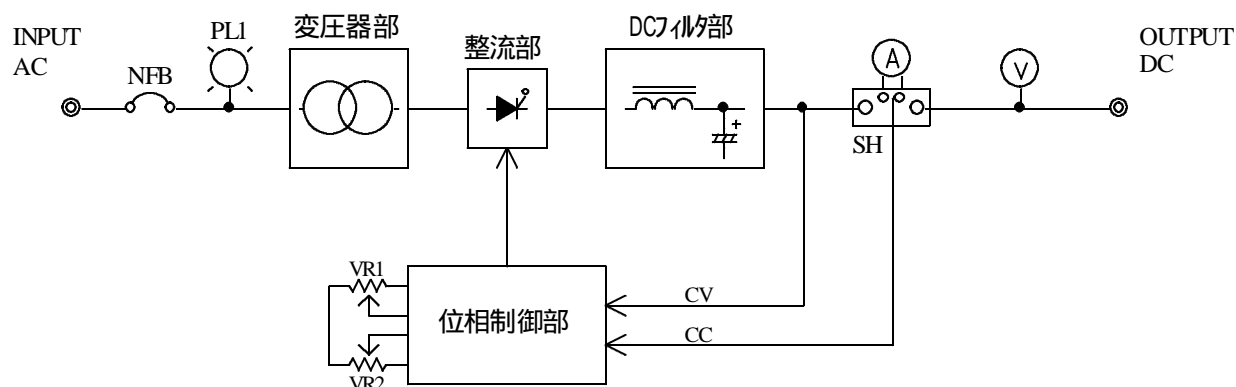 INPUT
AC
NFB
PL1
変圧器部
整流部
DCフィルタ部
A
V
OUTPUT
DC
SH
+
VR1
位相制御部
CV
CC
VR2